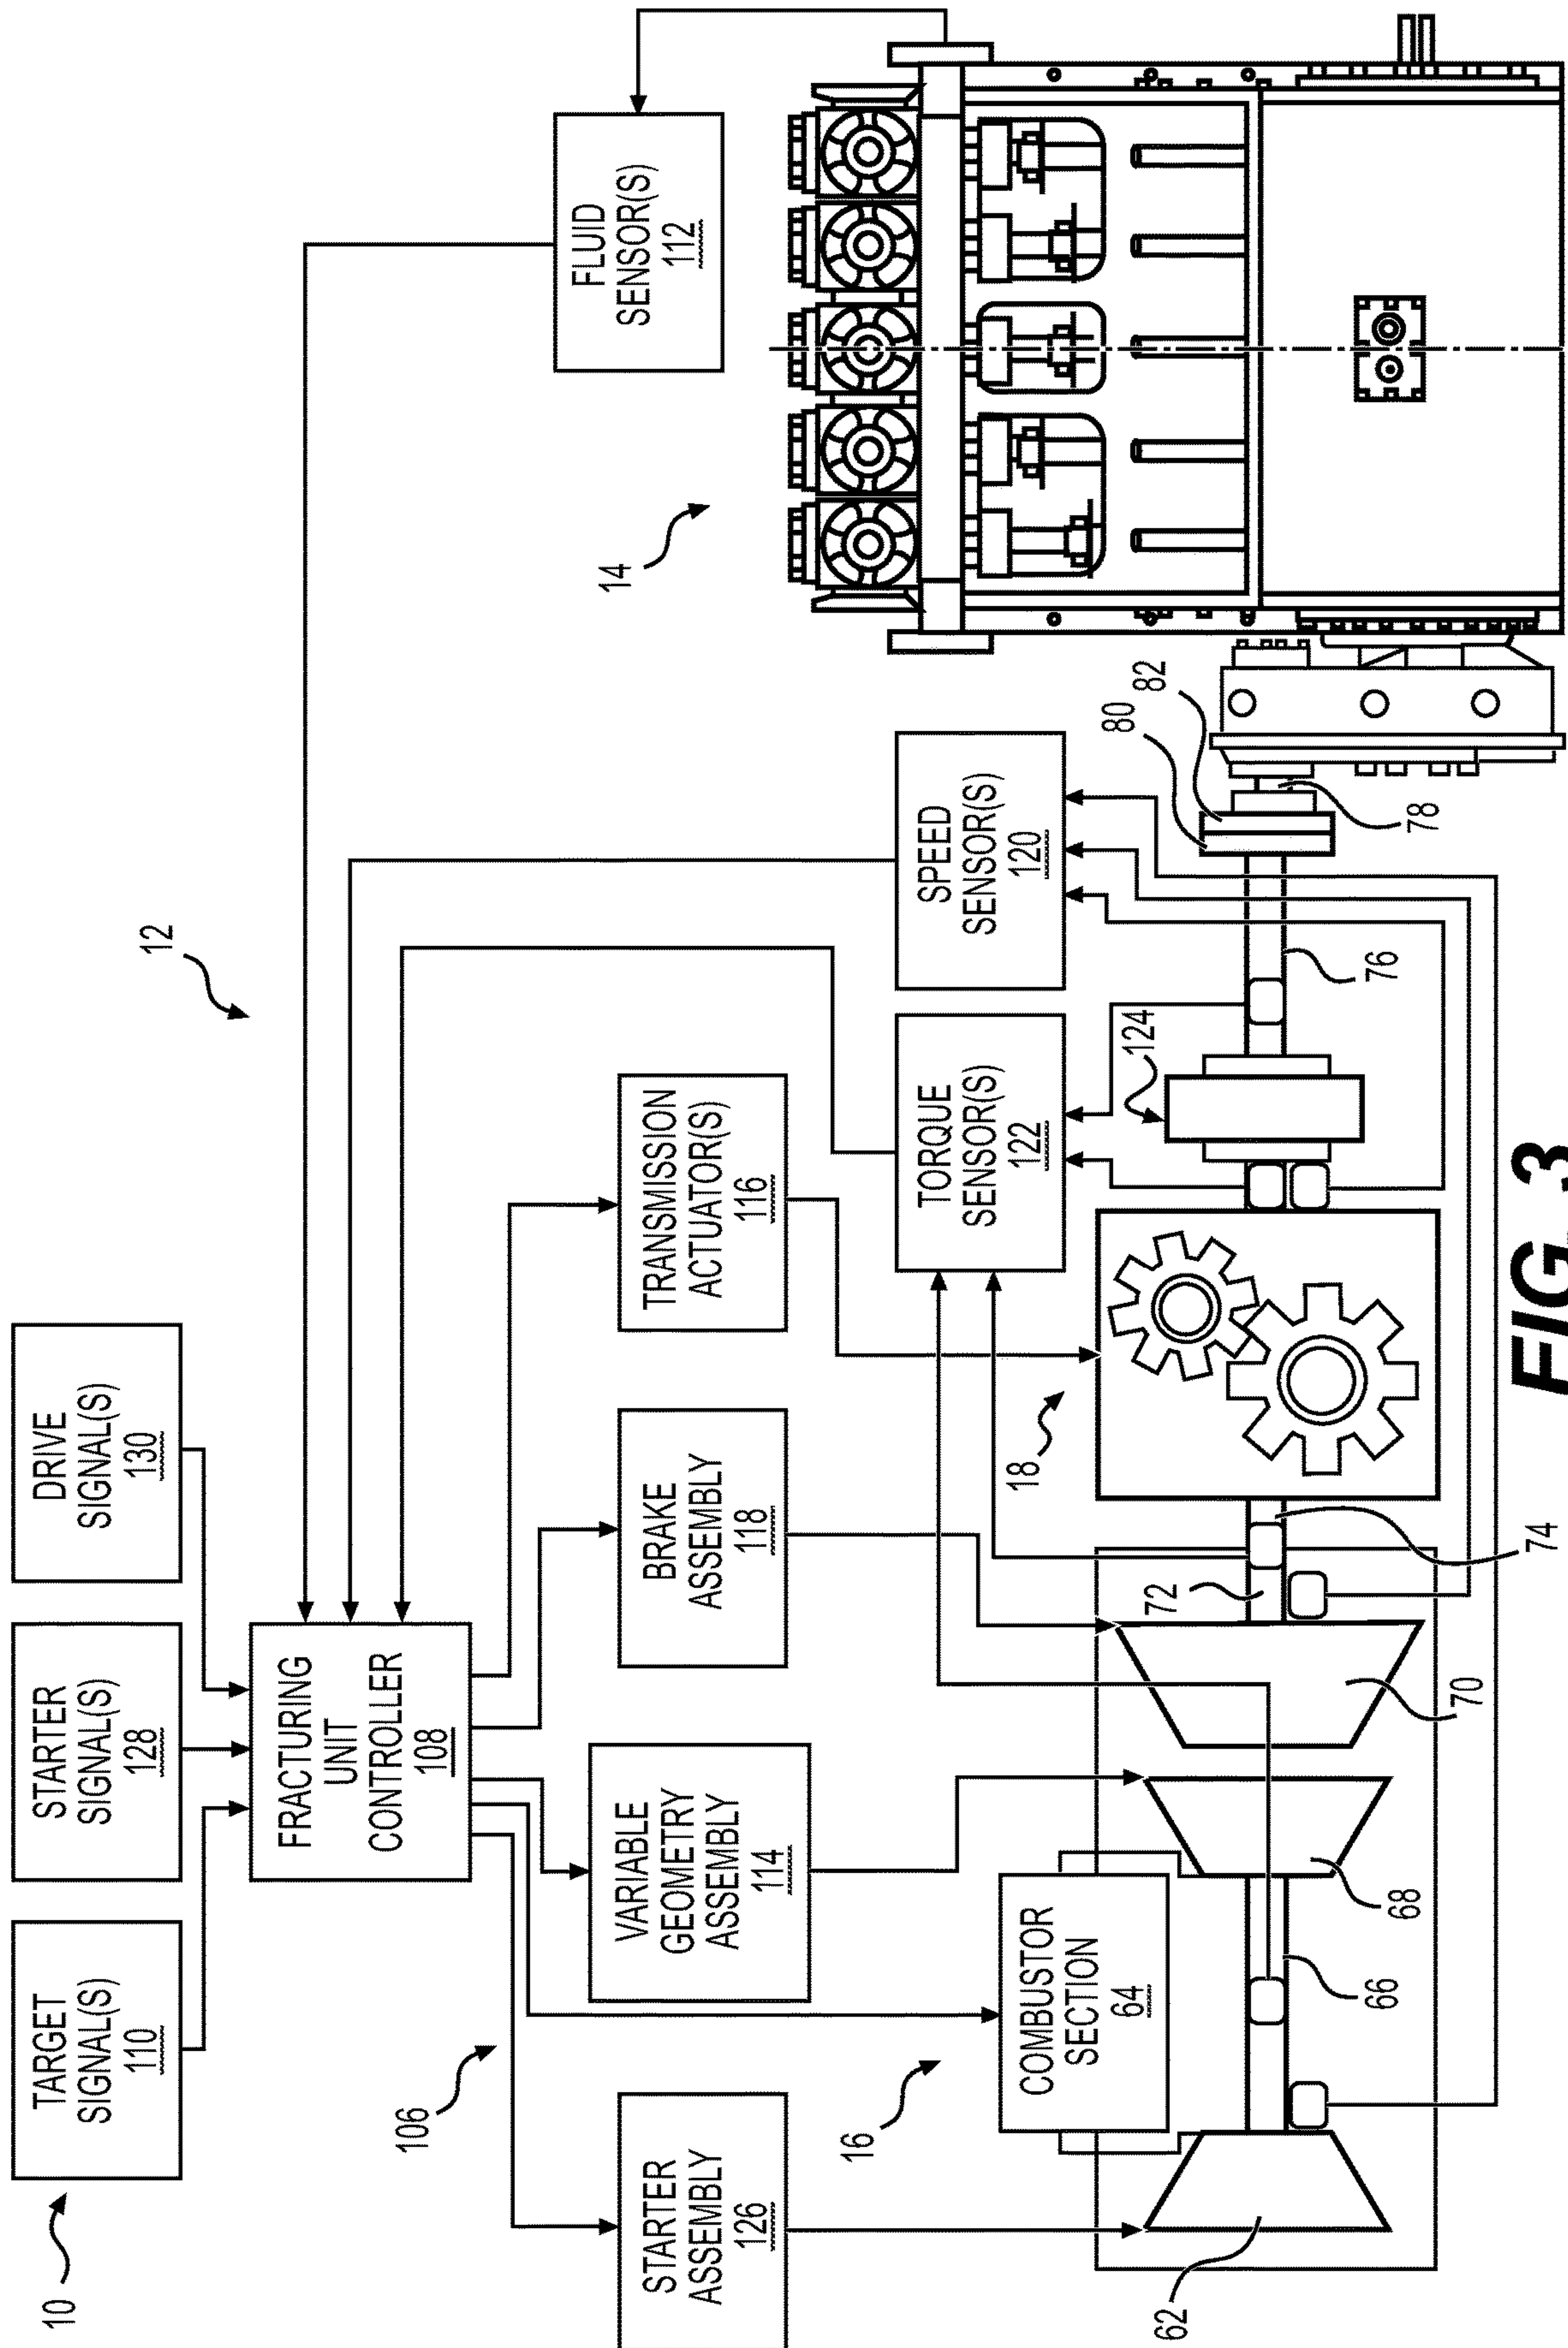 10
TARGET
SIGNAL(S)
110
STARTER
SIGNAL(S)
128
DRIVE
SIGNAL(S)
130
12
FRACTURING
UNIT
CONTROLLER
108
106
STARTER
ASSEMBLY
126
VARIABLE
GEOMETRY
ASSEMBLY
114
BRAKE
ASSEMBLY
118
TRANSMISSION
ACTUATOR(S)
116
FLUID
SENSOR(S)
112
14
16
COMBUSTOR
SECTION
64
18
TORQUE
SENSOR(S)
122
SPEED
SENSOR(S)
120
124
80
82
62
66
68
70
72
74
76
78
FIG. 3